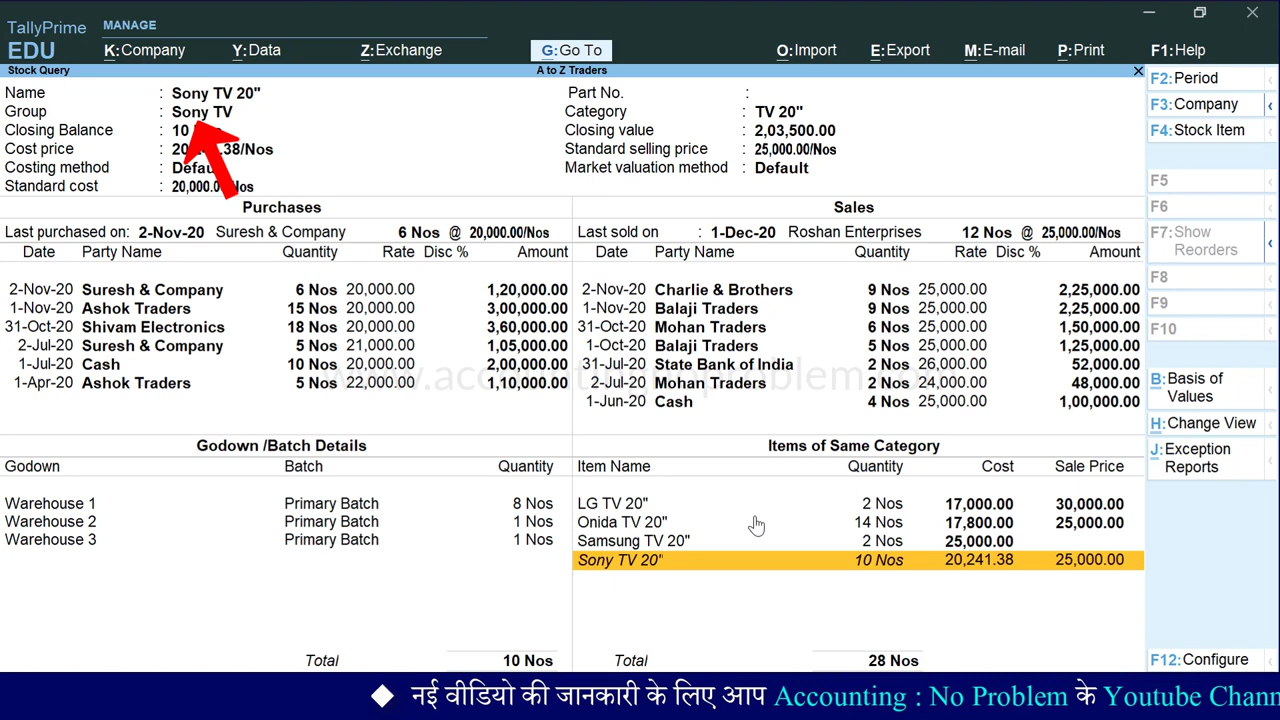 TallyPrime MANAGE
EDU K:Company Y:Data Z:Exchange G:Go To O:Import E:Export M:E-mail P:Print F1:Help
Stock Query A to Z Traders
Name : Sony TV 20" Part No. :
Group : Sony TV Category : TV 20"
Closing Balance : 10 Closing value : 2,03,500.00
Cost price : 20, .38/Nos Standard selling price : 25,000.00/Nos
Costing method : Defau Market valuation method : Default
Standard cost : 20,000.0 Nos
Purchases Sales
Last purchased on: 2-Nov-20 Suresh & Company 6 Nos @ 20,000.00/Nos Last sold on : 1-Dec-20 Roshan Enterprises 12 Nos @ 25,000.00/Nos
Date Party Name Quantity Rate Disc % Amount Date Party Name Quantity Rate Disc % Amount
2-Nov-20 Suresh & Company 6 Nos 20,000.00 1,20,000.00 2-Nov-20 Charlie & Brothers 9 Nos 25,000.00 2,25,000.00
1-Nov-20 Ashok Traders 15 Nos 20,000.00 3,00,000.00 1-Nov-20 Balaji Traders 9 Nos 25,000.00 2,25,000.00
31-Oct-20 Shivam Electronics 18 Nos 20,000.00 3,60,000.00 31-Oct-20 Mohan Traders 6 Nos 25,000.00 1,50,000.00
2-Jul-20 Suresh & Company 5 Nos 21,000.00 1,05,000.00 1-Oct-20 Balaji Traders 5 Nos 25,000.00 1,25,000.00
1-Jul-20 Cash 10 Nos 20,000.00 2,00,000.00 31-Jul-20 State Bank of India 2 Nos 26,000.00 52,000.00
1-Apr-20 Ashok Traders 5 Nos 22,000.00 1,10,000.00 2-Jul-20 Mohan Traders 2 Nos 24,000.00 48,000.00
1-Jun-20 Cash 4 Nos 25,000.00 1,00,000.00
Godown /Batch Details Items of Same Category
Godown Batch Quantity Item Name Quantity Cost Sale Price
Warehouse 1 Primary Batch 8 Nos LG TV 20" 2 Nos 17,000.00 30,000.00
Warehouse 2 Primary Batch 1 Nos Onida TV 20" 14 Nos 17,800.00 25,000.00
Warehouse 3 Primary Batch 1 Nos Samsung TV 20" 2 Nos 25,000.00
Sony TV 20" 10 Nos 20,241.38 25,000.00
Total 10 Nos Total 28 Nos
F2:Period
F3:Company
F4:Stock Item
F5
F6
F7:Show
Reorders
F8
F9
F10
B:Basis of
Values
H:Change View
J:Exception
Reports
F12:Configure
◆ नई वीडियो की जानकारी के लिए आप Accounting : No Problem के Youtube Chann